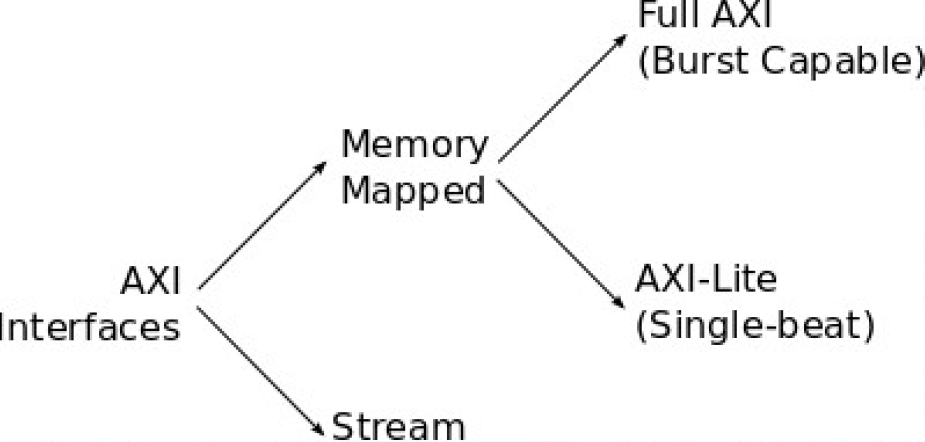 Full AXI
(Burst Capable)
Memory
Mapped
AXI
Interfaces
AXI-Lite
(Single-beat)
Stream